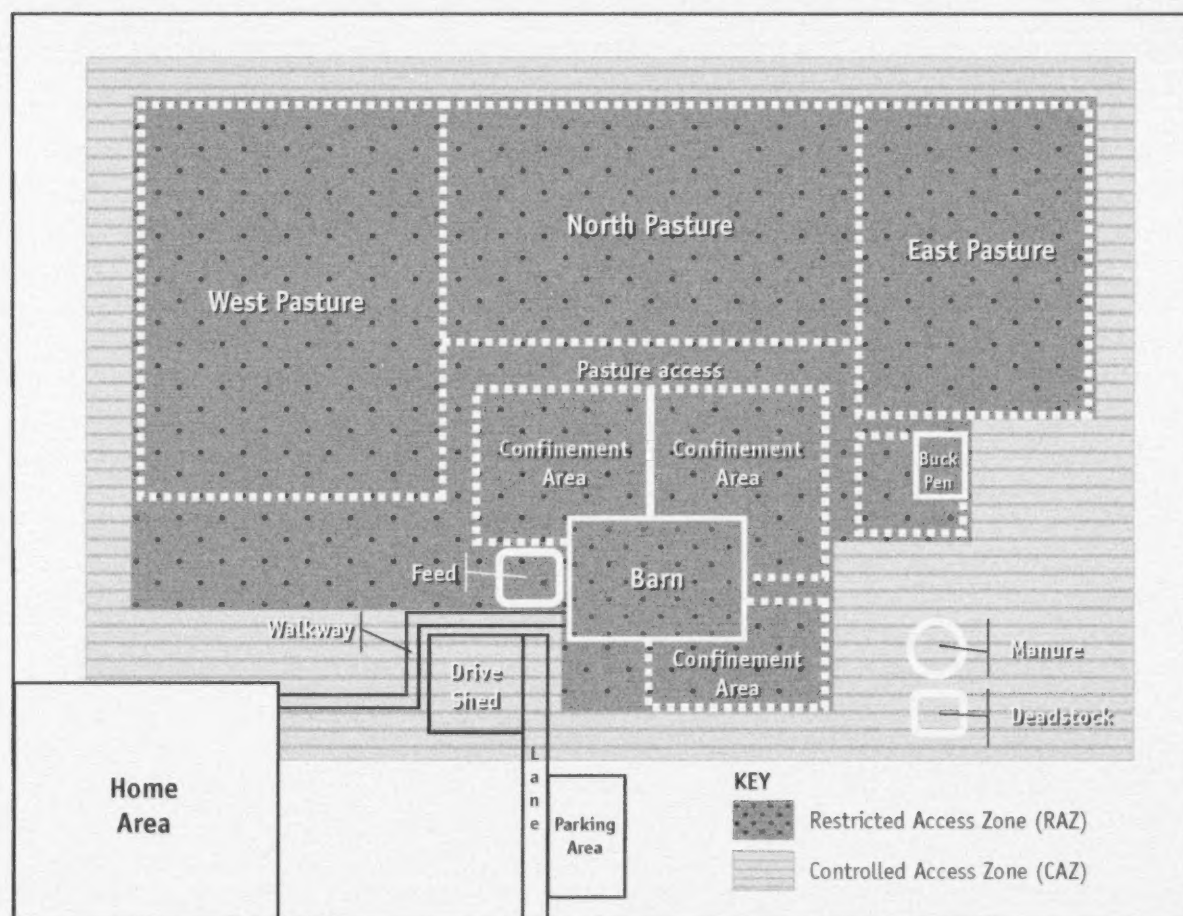 North Pasture
East Pasture
West Pasture
Pasture access
Confinement
Area
Confinement
Area
Buck
Pen
Feed
Barn
Walkway
Manure
Drive
Shed
Confinement
Area
Deadstock
Home
Area
Lane
Parking
Area
KEY
Restricted Access Zone (RAZ)
Controlled Access Zone (CAZ)